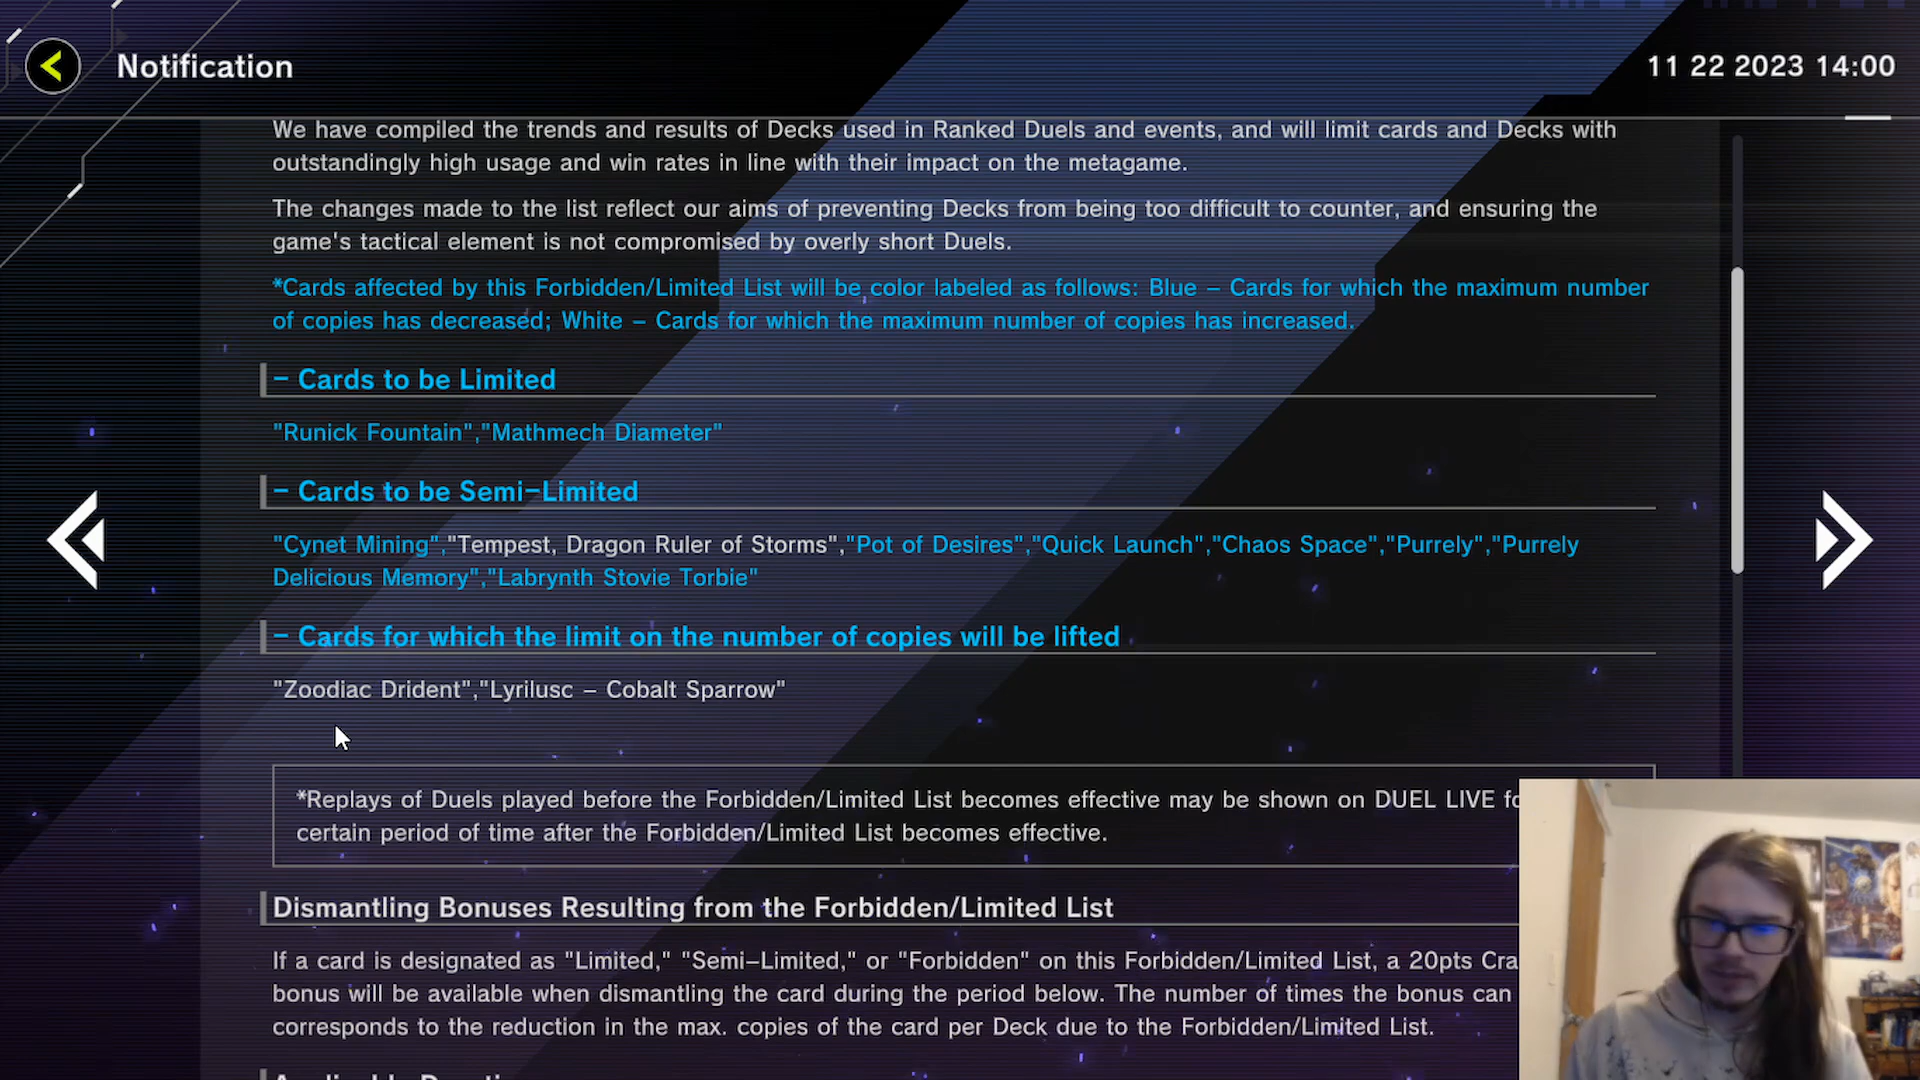 Notification
11 22 2023 14:00
We have compiled the trends and results of Decks used in Ranked Duels and events, and will limit cards and Decks with
outstandingly high usage and win rates in line with their impact on the metagame.
The changes made to the list reflect our aims of preventing Decks from being too difficult to counter, and ensuring the
game's tactical element is not compromised by overly short Duels.
*Cards affected by this Forbidden/Limited List will be color labeled as follows: Blue – Cards for which the maximum number
of copies has decreased; White – Cards for which the maximum number of copies has increased.
– Cards to be Limited
"Runick Fountain","Mathmech Diameter"
– Cards to be Semi–Limited
"Cynet Mining","Tempest, Dragon Ruler of Storms","Pot of Desires","Quick Launch","Chaos Space","Purrely","Purrely
Delicious Memory","Labrynth Stovie Torbie"
– Cards for which the limit on the number of copies will be lifted
"Zoodiac Drident","Lyrilusc – Cobalt Sparrow"
*Replays of Duels played before the Forbidden/Limited List becomes effective may be shown on DUEL LIVE fo
certain period of time after the Forbidden/Limited List becomes effective.
Dismantling Bonuses Resulting from the Forbidden/Limited List
If a card is designated as "Limited," "Semi–Limited," or "Forbidden" on this Forbidden/Limited List, a 20pts Cra
bonus will be available when dismantling the card during the period below. The number of times the bonus can
corresponds to the reduction in the max. copies of the card per Deck due to the Forbidden/Limited List.